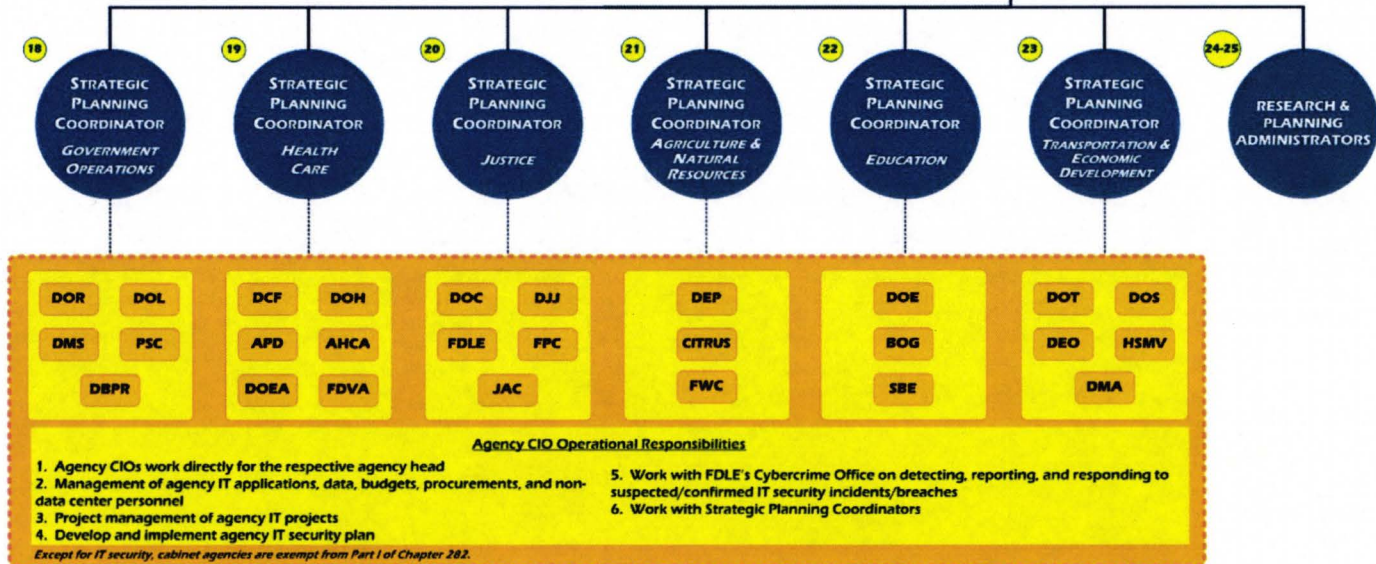 18
STRATEGIC
PLANNING
COORDINATOR
GOVERNMENT
OPERATIONS
19
STRATEGIC
PLANNING
COORDINATOR
HEALTH
CARE
20
STRATEGIC
PLANNING
COORDINATOR
JUSTICE
21
STRATEGIC
PLANNING
COORDINATOR
AGRICULTURE &
NATURAL
RESOURCES
22
STRATEGIC
PLANNING
COORDINATOR
EDUCATION
23
STRATEGIC
PLANNING
COORDINATOR
TRANSPORTATION &
ECONOMIC
DEVELOPMENT
24-25
RESEARCH &
PLANNING
ADMINISTRATORS
DOR DOL
DMS PSC
DBPR
DCF DOH
APD AHCA
DOEA FDVA
DOC DJJ
FDLE FPC
JAC
DEP
CITRUS
FWC
DOE
BOG
SBE
DOT DOS
DEO HSMV
DMA
Agency CIO Operational Responsibilities
1. Agency CIOs work directly for the respective agency head
2. Management of agency IT applications, data, budgets, procurements, and non-
data center personnel
3. Project management of agency IT projects
4. Develop and implement agency IT security plan
5. Work with FDLE's Cybercrime Office on detecting, reporting, and responding to
suspected/confirmed IT security incidents/breaches
6. Work with Strategic Planning Coordinators
Except for IT security, cabinet agencies are exempt from Part I of Chapter 282.